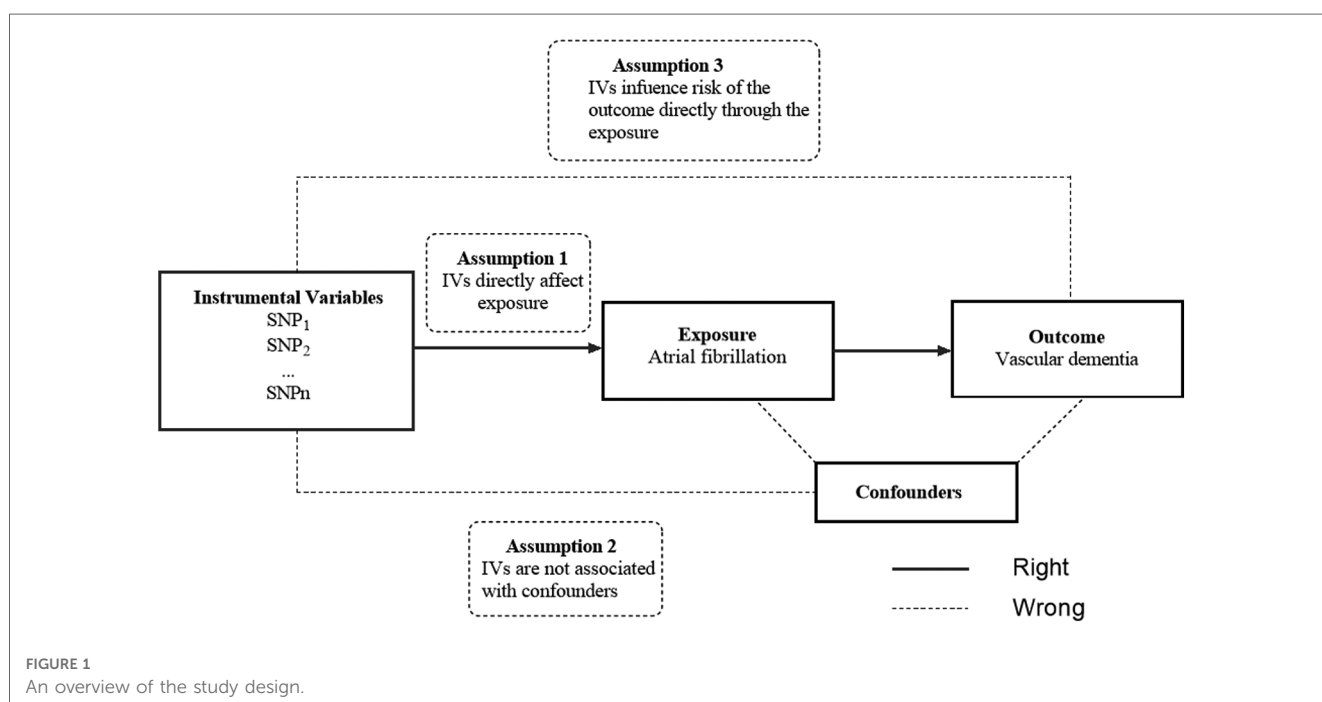 Assumption 3
IVs infuence risk of the
outcome directly through the
exposure
Assumption 1
IVs directly affect
exposure
Instrumental Variables
SNP₁
SNP₂
...
SNPn
Exposure
Atrial fibrillation
Outcome
Vascular dementia
Confounders
Assumption 2
IVs are not associated
with confounders
Right
Wrong
FIGURE 1
An overview of the study design.